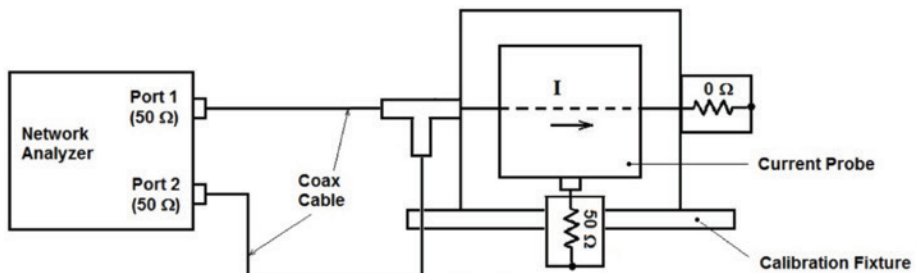 Network
Analyzer
Port 1
(50 Ω)
Port 2
(50 Ω)
Coax
Cable
I
0 Ω
50 Ω
Current Probe
Calibration Fixture